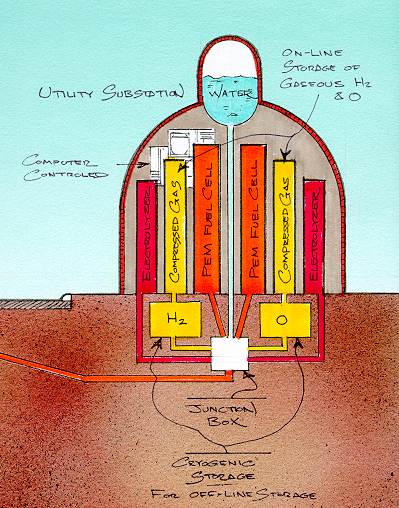 ON-LINE
STORAGE OF
GASEOUS H2
& O
UTILITY SUBSTATION
WATER
COMPUTER
CONTROLED
ELECTROLYZER
COMPRESSED GAS
PEM FUEL CELL
PEM FUEL CELL
COMPRESSED GAS
ELECTROLYZER
H2
O
JUNCTION
BOX
CRYOGENIC
STORAGE
FOR OFF-LINE STORAGE